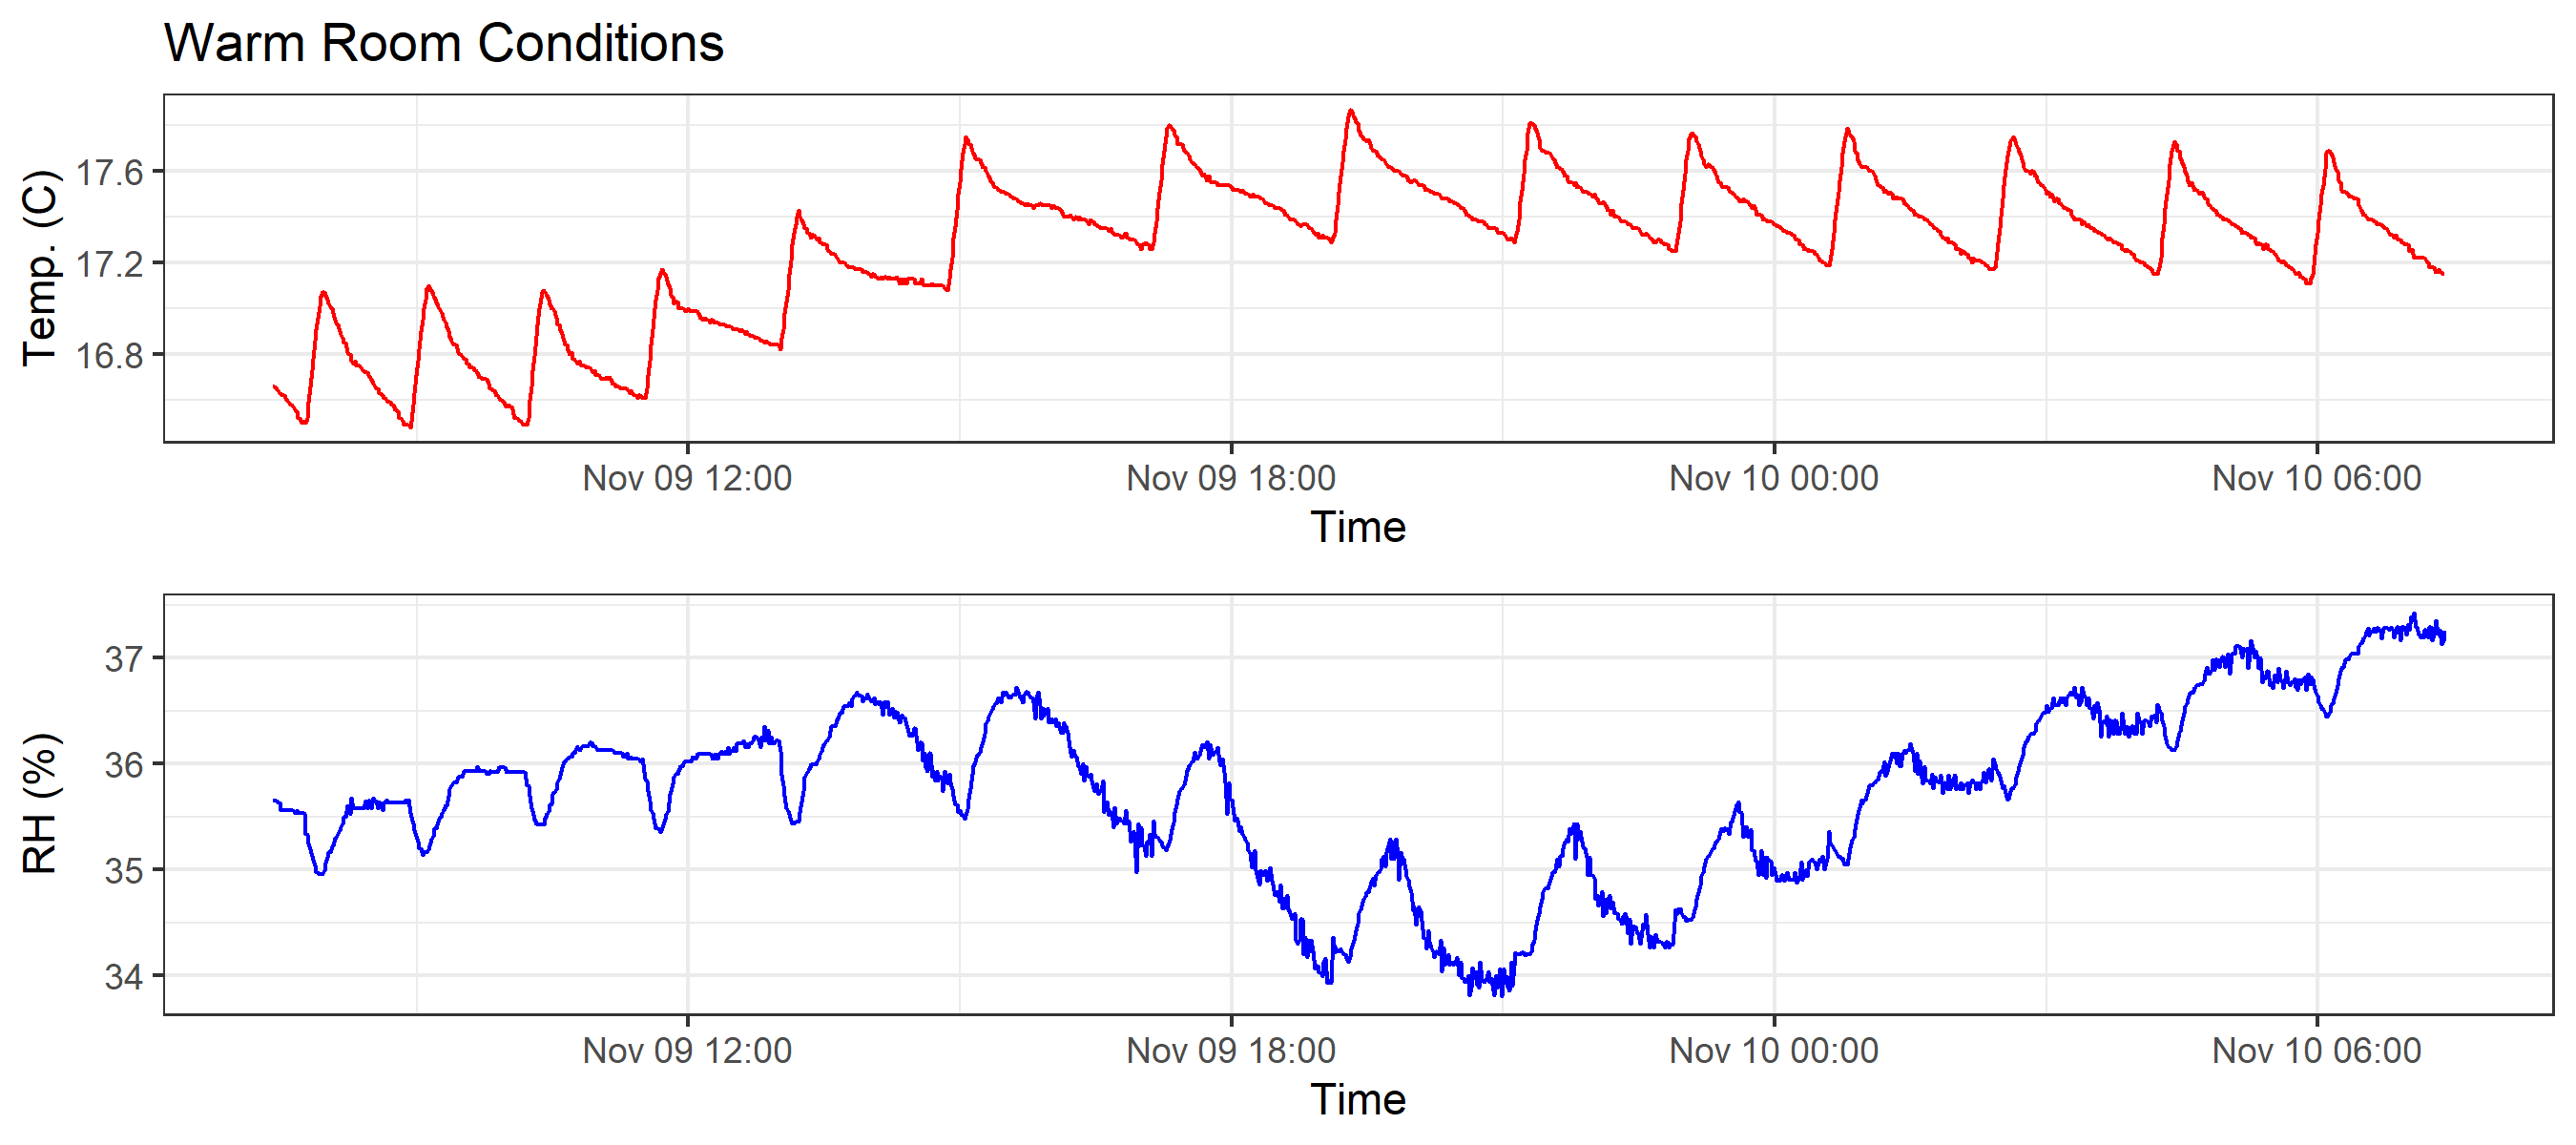 Warm Room Conditions
Temp. (C)
17.6
17.2
16.8
Nov 09 12:00 Nov 09 18:00 Nov 10 00:00 Nov 10 06:00
Time
RH (%)
37
36
35
34
Nov 09 12:00 Nov 09 18:00 Nov 10 00:00 Nov 10 06:00
Time